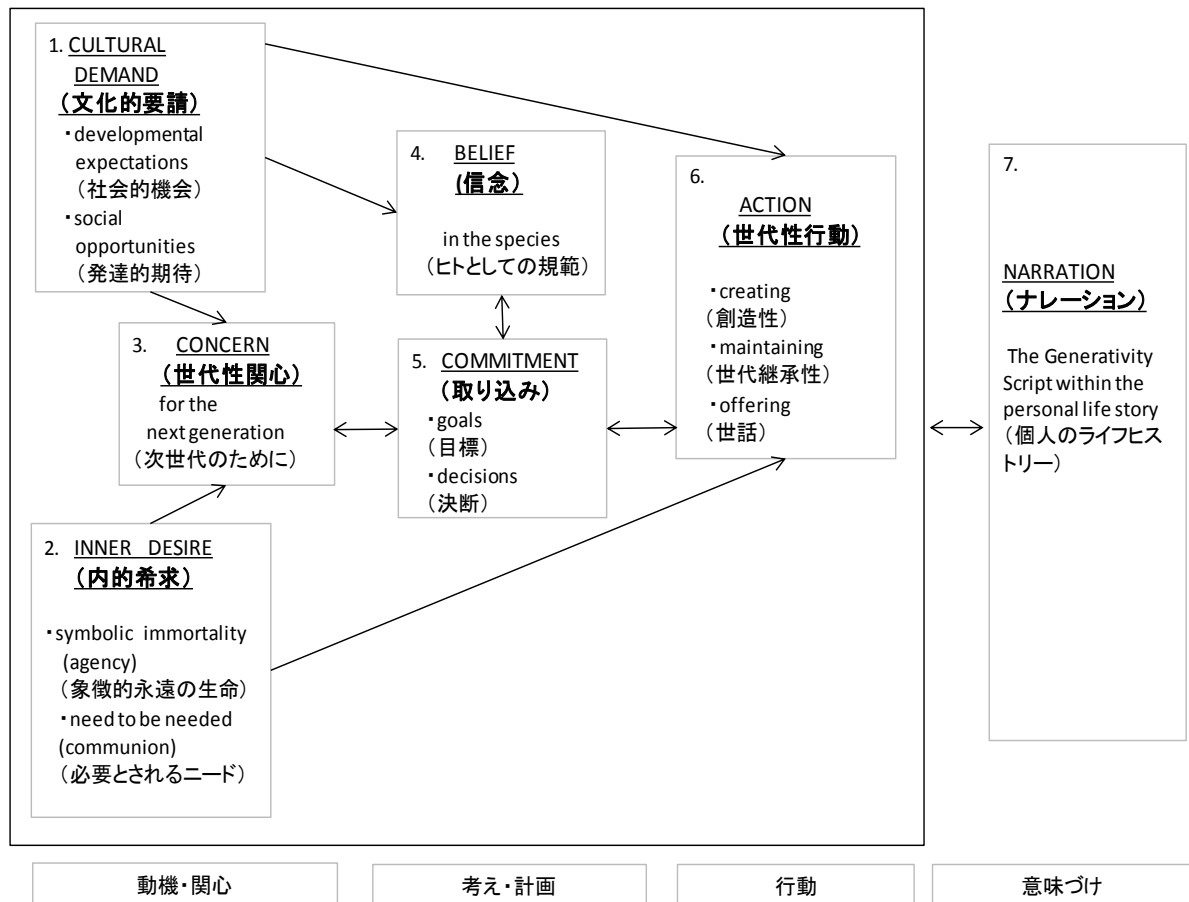 1. CULTURAL
DEMAND
（文化的要請）
・developmental
expectations
（社会的機会）
・social
opportunities
（発達的期待）
2. INNER DESIRE
（内的希求）
・symbolic immortality
(agency)
（象徴的永遠の生命）
・need to be needed
(communion)
（必要とされるニード）
3. CONCERN
（世代性関心）
for the
next generation
（次世代のために）
4. BELIEF
(信念）
in the species
（ヒトとしての規範）
5. COMMITMENT
（取り込み）
・goals
（目標）
・decisions
（決断）
6.
ACTION
（世代性行動）
・creating
（創造性）
・maintaining
（世代継承性）
・offering
（世話）
7.
NARRATION
（ナレーション）
The Generativity
Script within the
personal life story
（個人のライフヒス
トリー）
動機・関心
考え・計画
行動
意味づけ